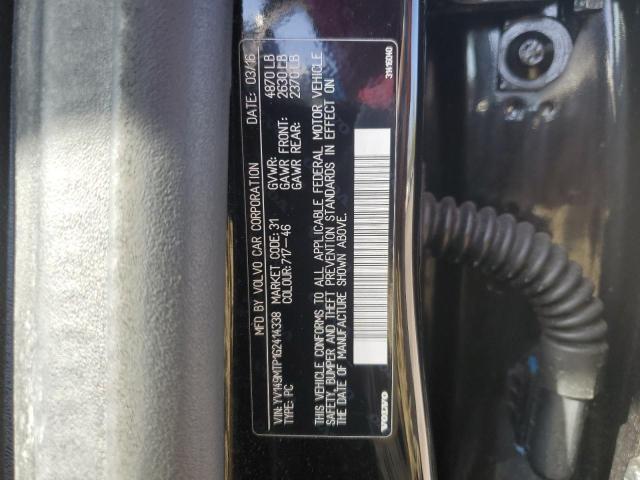 MFD BY VOLVO CAR CORPORATION DATE: 03/16
VIN: YV149MTP1G2414338 MARKET CODE: 31 GVWR: 4870 LB
TYPE: PC COLOUR: 717-46 GAWR FRONT: 2630 LB
GAWR REAR: 2370 LB
THIS VEHICLE CONFORMS TO ALL APPLICABLE FEDERAL MOTOR VEHICLE
SAFETY, BUMPER AND THEFT PREVENTION STANDARDS IN EFFECT ON
THE DATE OF MANUFACTURE SHOWN ABOVE.
VOLVO